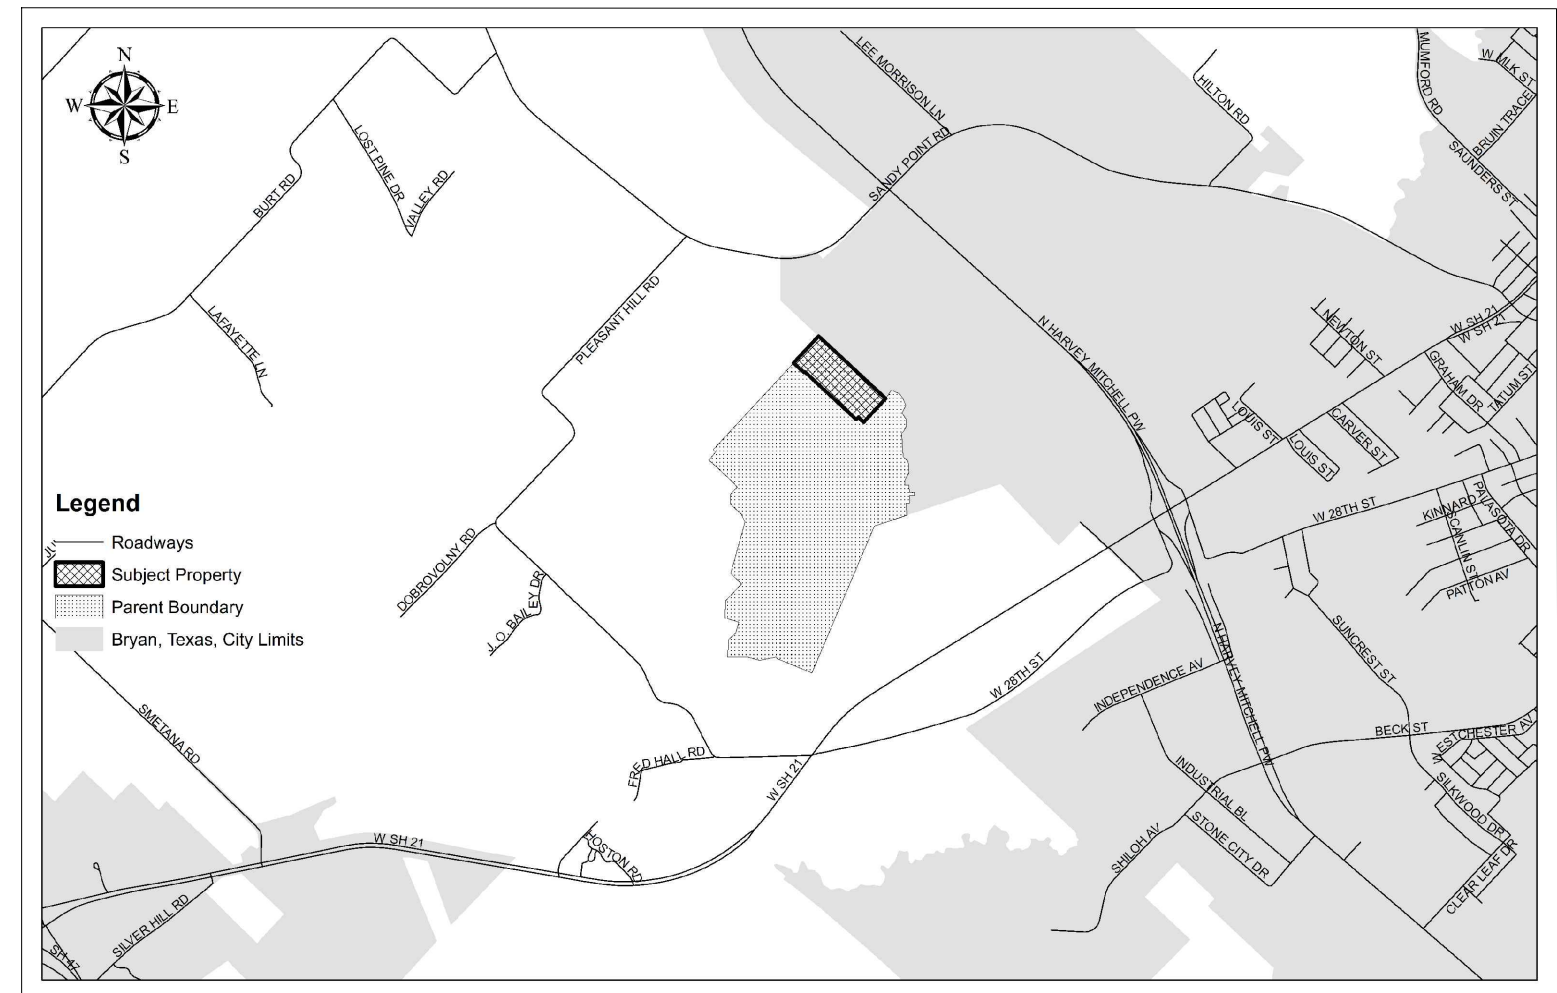 N
W E
S
LEE MORRISON LN
HILTON RD
MUMFORD RD
W MLK ST
BRUIN TRACE
SAUNDERS ST
SANDY POINT RD
LOST PINE DR
VALLEY RD
BURT RD
LAFAYETTE LN
PLEASANT HILL RD
N HARVEY MITCHELL PW
NEWTON ST
W SH 21
W SH 21
GRAHAM DR
TATUM ST
LOUIS ST
LOUIS ST
CARVER ST
W 28TH ST
KINNARD
PALASOTA DR
SCANLIN ST
PATTON AV
Legend
Roadways
Subject Property
Parent Boundary
Bryan, Texas, City Limits
DOBROVOLNY RD
J. O. BAILEY DR
SUNCREST ST
N HARVEY MITCHELL PW
W 28TH ST
INDEPENDENCE AV
BECK ST
WESTCHESTER AV
SMETANA RD
FRED HALL RD
W SH 21
INDUSTRIAL BL
SILKWOOD DR
STONE CITY DR
SHILOH AV
CLEAR LEAF DR
W SH 21
HOSTON RD
SILVER HILL RD
SH 47